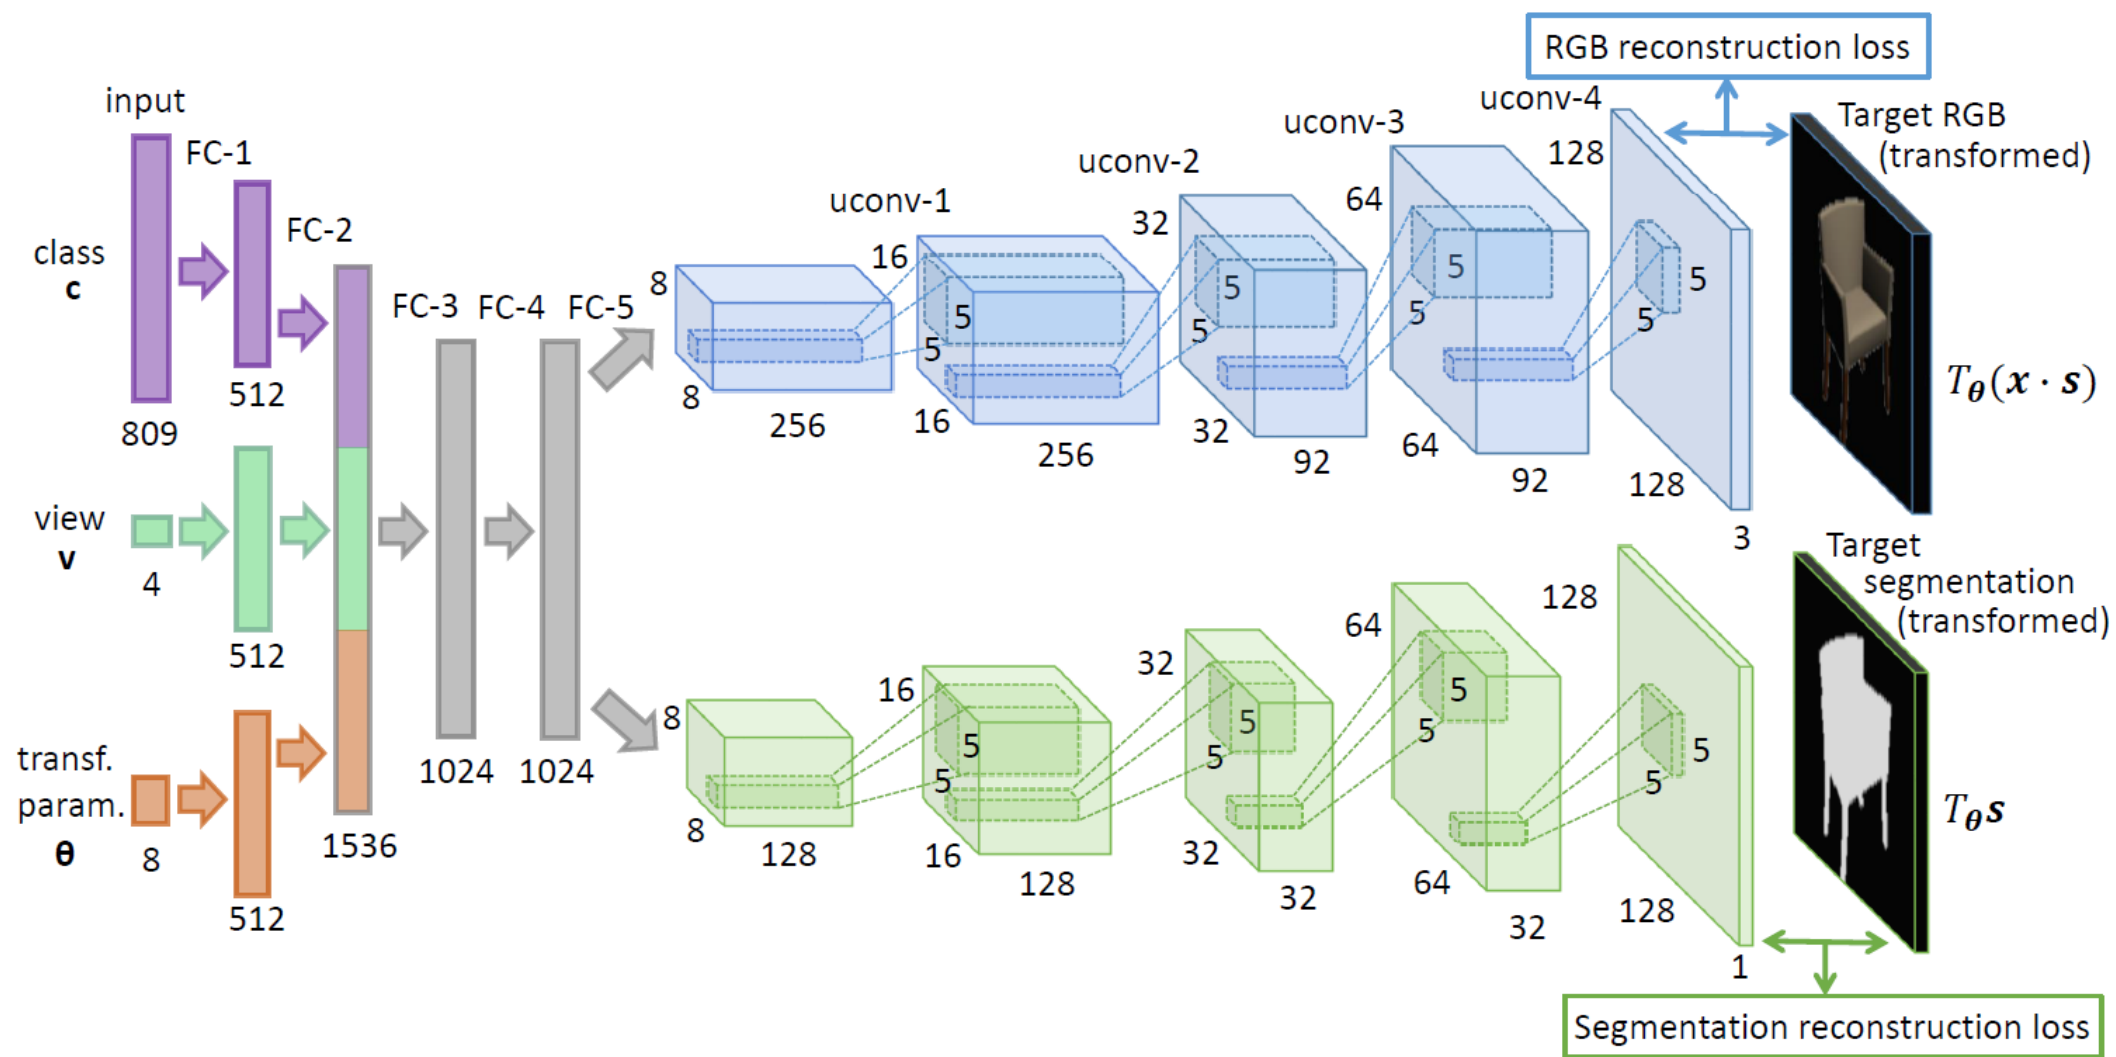 RGB reconstruction loss
input
FC-1
FC-2
FC-3
FC-4
FC-5
uconv-1
uconv-2
uconv-3
uconv-4
Target RGB
(transformed)
class
c
809
512
view
v
4
512
transf.
param.
θ
8
512
1536
1024
1024
8
8
256
16
5
5
16
256
32
5
5
32
92
64
5
5
64
92
128
5
5
128
3
Tθ(x · s)
8
8
128
16
5
5
16
128
32
5
5
32
32
64
5
5
64
32
128
5
5
128
1
Target
segmentation
(transformed)
Tθs
Segmentation reconstruction loss